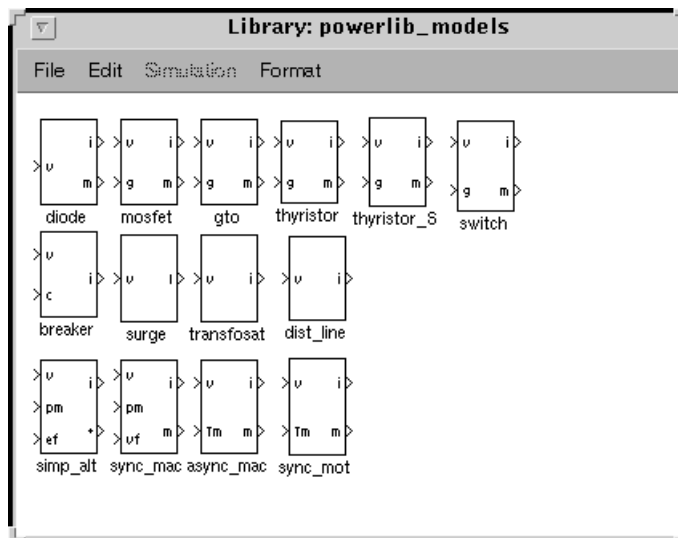 Library: powerlib_models
File Edit Simulation Format
v i m
v g i m
v g i m
v g i m
v g i m
v g i m
diode mosfet gto thyristor thyristor_S switch
v c i
v I
v i
v i
breaker surge transfosat dist_line
v pm ef i *
v pm vf i m
v Tm i m
v Tm i m
simp_alt sync_mac async_mac sync_mot